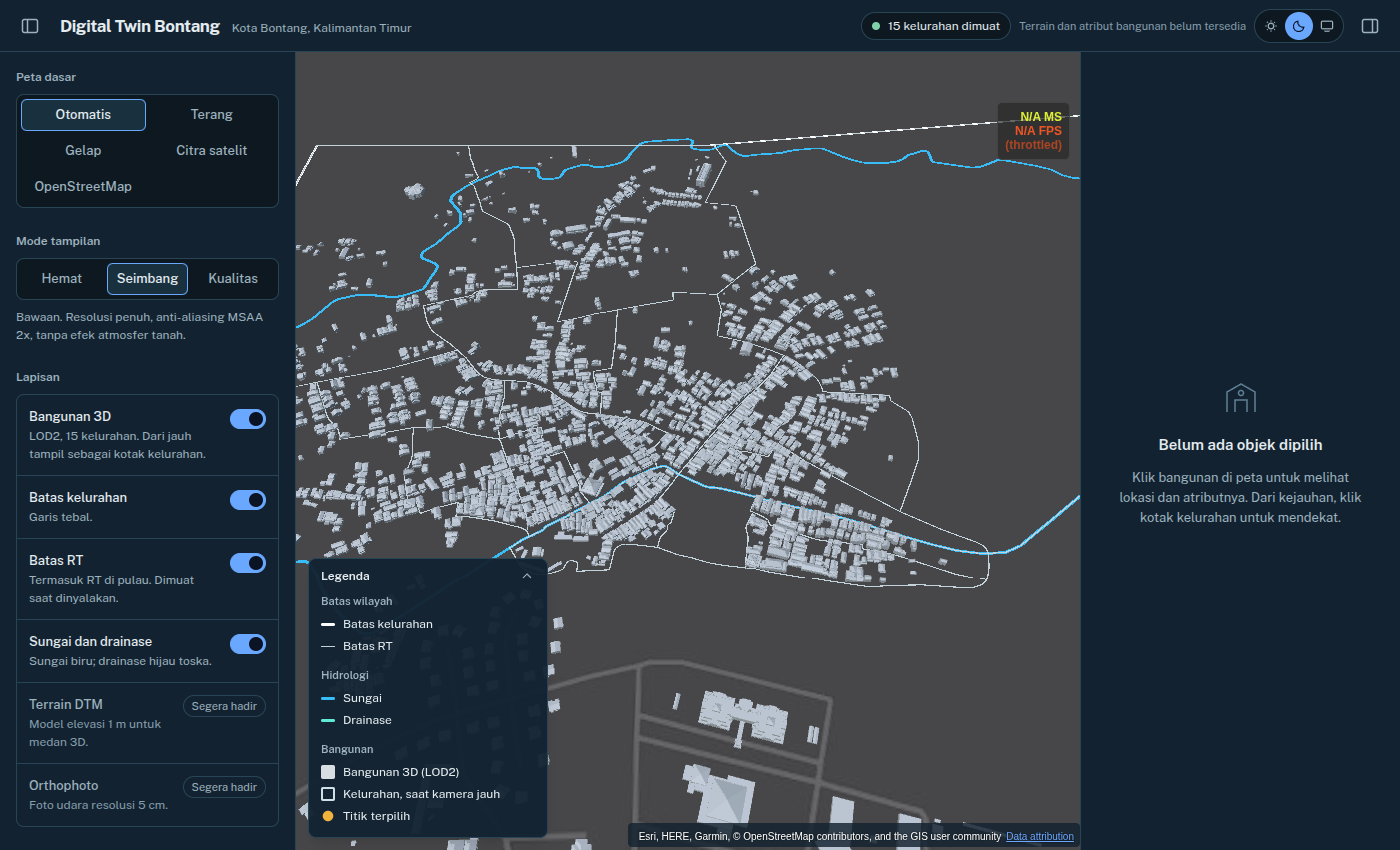 Digital Twin Bontang
Kota Bontang, Kalimantan Timur
15 kelurahan dimuat
Terrain dan atribut bangunan belum tersedia
Peta dasar
Otomatis
Terang
Gelap
Citra satelit
OpenStreetMap
Mode tampilan
Hemat
Seimbang
Kualitas
Bawaan. Resolusi penuh, anti-aliasing MSAA
2x, tanpa efek atmosfer tanah.
Lapisan
Bangunan 3D
LOD2, 15 kelurahan. Dari jauh
tampil sebagai kotak kelurahan.
Batas kelurahan
Garis tebal.
Batas RT
Termasuk RT di pulau. Dimuat
saat dinyalakan.
Sungai dan drainase
Sungai biru; drainase hijau toska.
Terrain DTM
Segera hadir
Model elevasi 1 m untuk
medan 3D.
Orthophoto
Segera hadir
Foto udara resolusi 5 cm.
N/A MS
N/A FPS
(throttled)
Legenda
Batas wilayah
Batas kelurahan
Batas RT
Hidrologi
Sungai
Drainase
Bangunan
Bangunan 3D (LOD2)
Kelurahan, saat kamera jauh
Titik terpilih
Esri, HERE, Garmin, © OpenStreetMap contributors, and the GIS user community Data attribution
Belum ada objek dipilih
Klik bangunan di peta untuk melihat
lokasi dan atributnya. Dari kejauhan, klik
kotak kelurahan untuk mendekat.